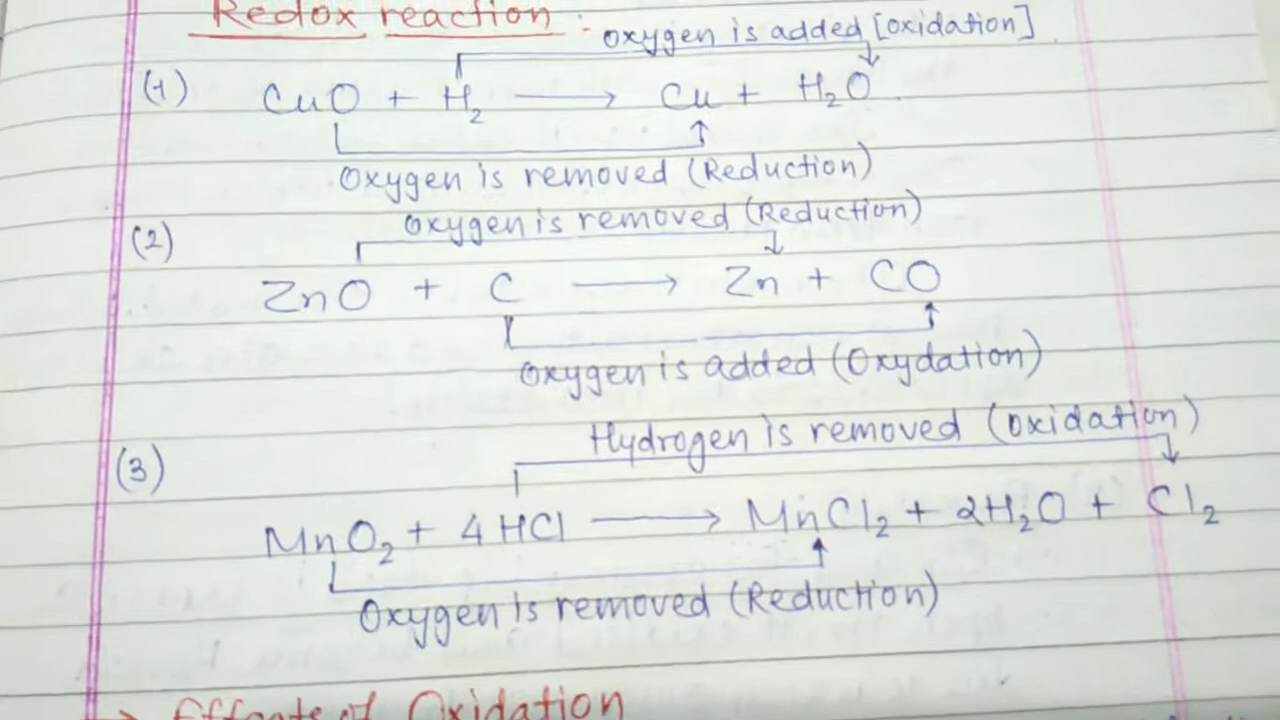 Redox reaction :
oxygen is added [oxidation]
(1) CuO + H₂ ⟶ Cu + H₂O
Oxygen is removed (Reduction)
(2) oxygen is removed (Reduction)
ZnO + C ⟶ Zn + CO
oxygen is added (Oxydation)
Hydrogen is removed (oxidation)
(3)
MnO₂ + 4HCl ⟶ MnCl₂ + 2H₂O + Cl₂
Oxygen is removed (Reduction)
→ Effects of Oxidation